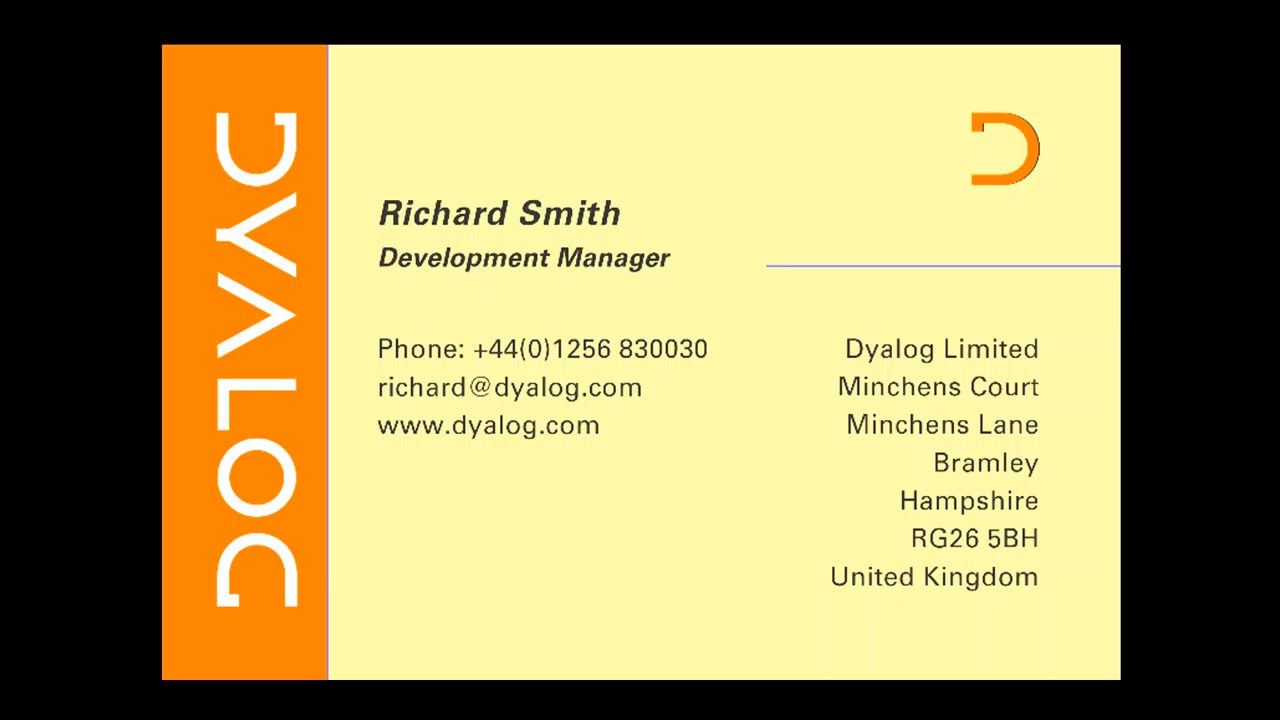 DYALOG
Richard Smith
Development Manager
Phone: +44(0)1256 830030
richard@dyalog.com
www.dyalog.com
Dyalog Limited
Minchens Court
Minchens Lane
Bramley
Hampshire
RG26 5BH
United Kingdom